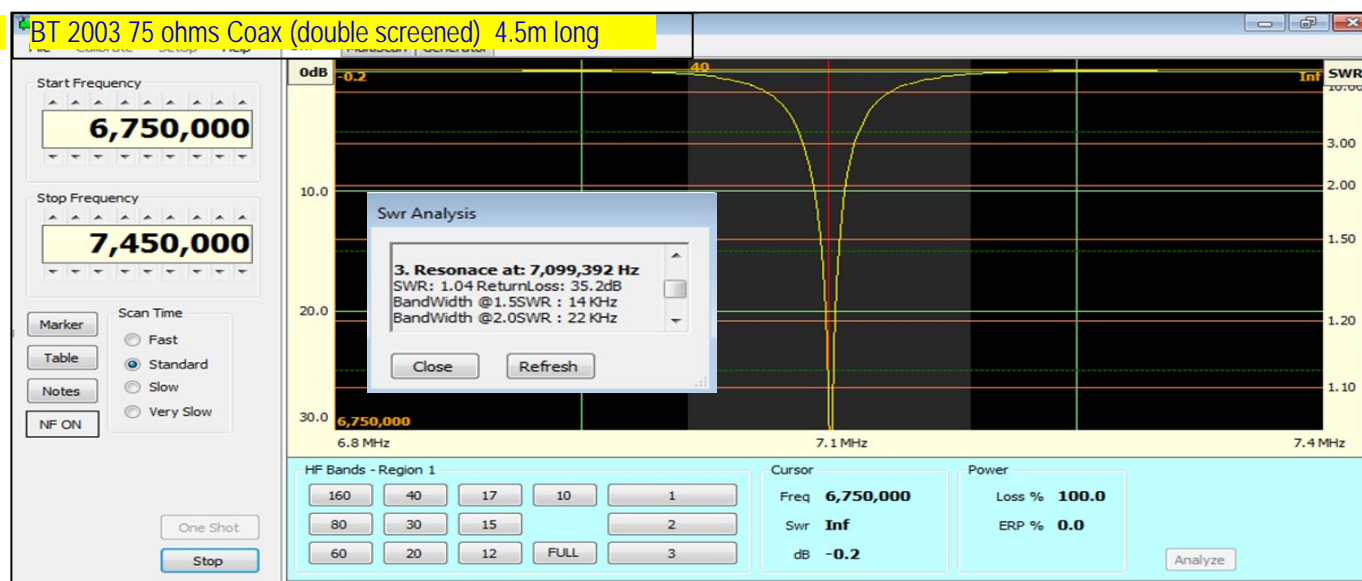 BT 2003 75 ohms Coax (double screened) 4.5m long
Start Frequency
6,750,000
Stop Frequency
7,450,000
Marker
Table
Notes
NF ON
Scan Time
Fast
Standard
Slow
Very Slow
One Shot
Stop
0dB
-0.2
40
Inf
SWR
10.00
3.00
10.0
2.00
1.50
20.0
1.20
1.10
30.0
6,750,000
6.8 MHz
7.1 MHz
7.4 MHz
Swr Analysis
3. Resonace at: 7,099,392 Hz
SWR: 1.04 ReturnLoss: 35.2dB
BandWidth @1.5SWR : 14 KHz
BandWidth @2.0SWR : 22 KHz
Close Refresh
HF Bands - Region 1
160 40 17 10 1
80 30 15 2
60 20 12 FULL 3
Cursor
Freq 6,750,000
Swr Inf
dB -0.2
Power
Loss % 100.0
ERP % 0.0
Analyze